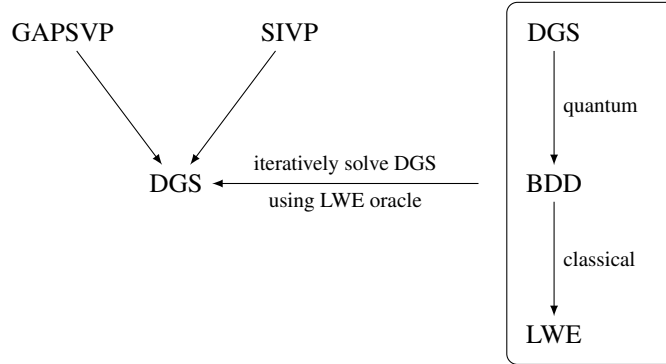 GAPSVP
SIVP
DGS
iteratively solve DGS
using LWE oracle
DGS
quantum
BDD
classical
LWE